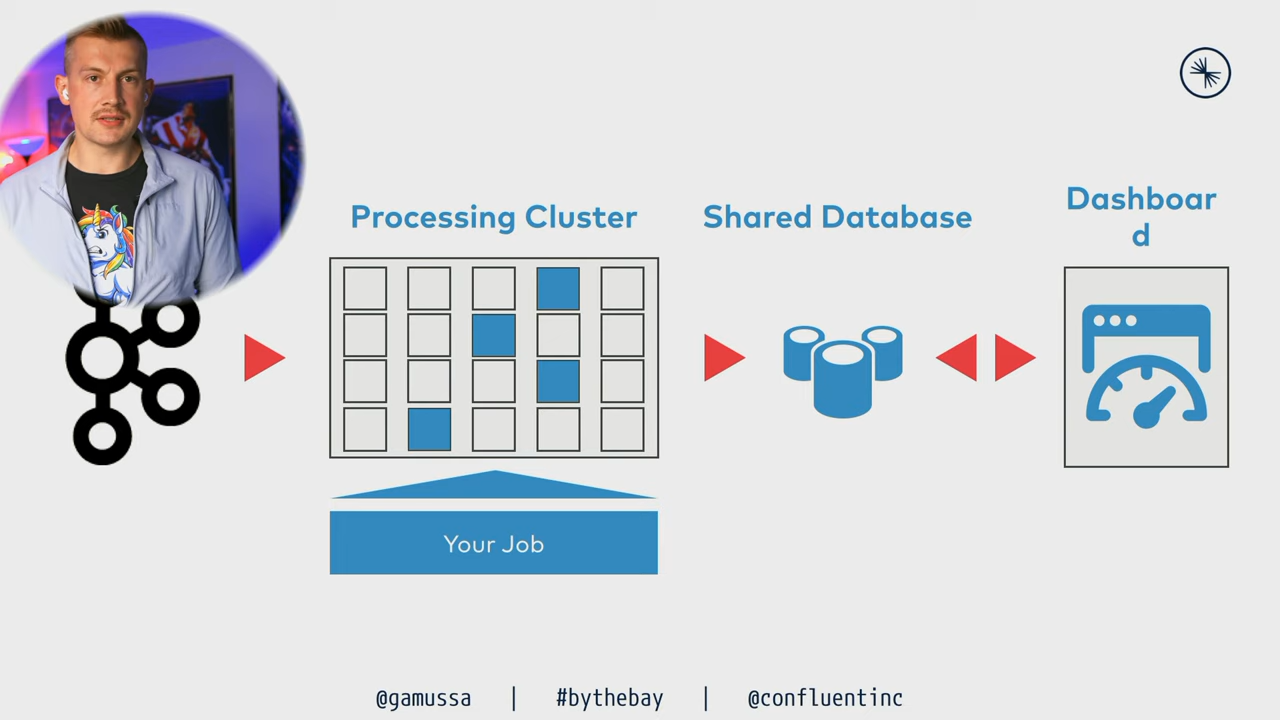 Processing Cluster
Shared Database
Dashboar
d
Your Job
@gamussa | #bythebay | @confluentinc